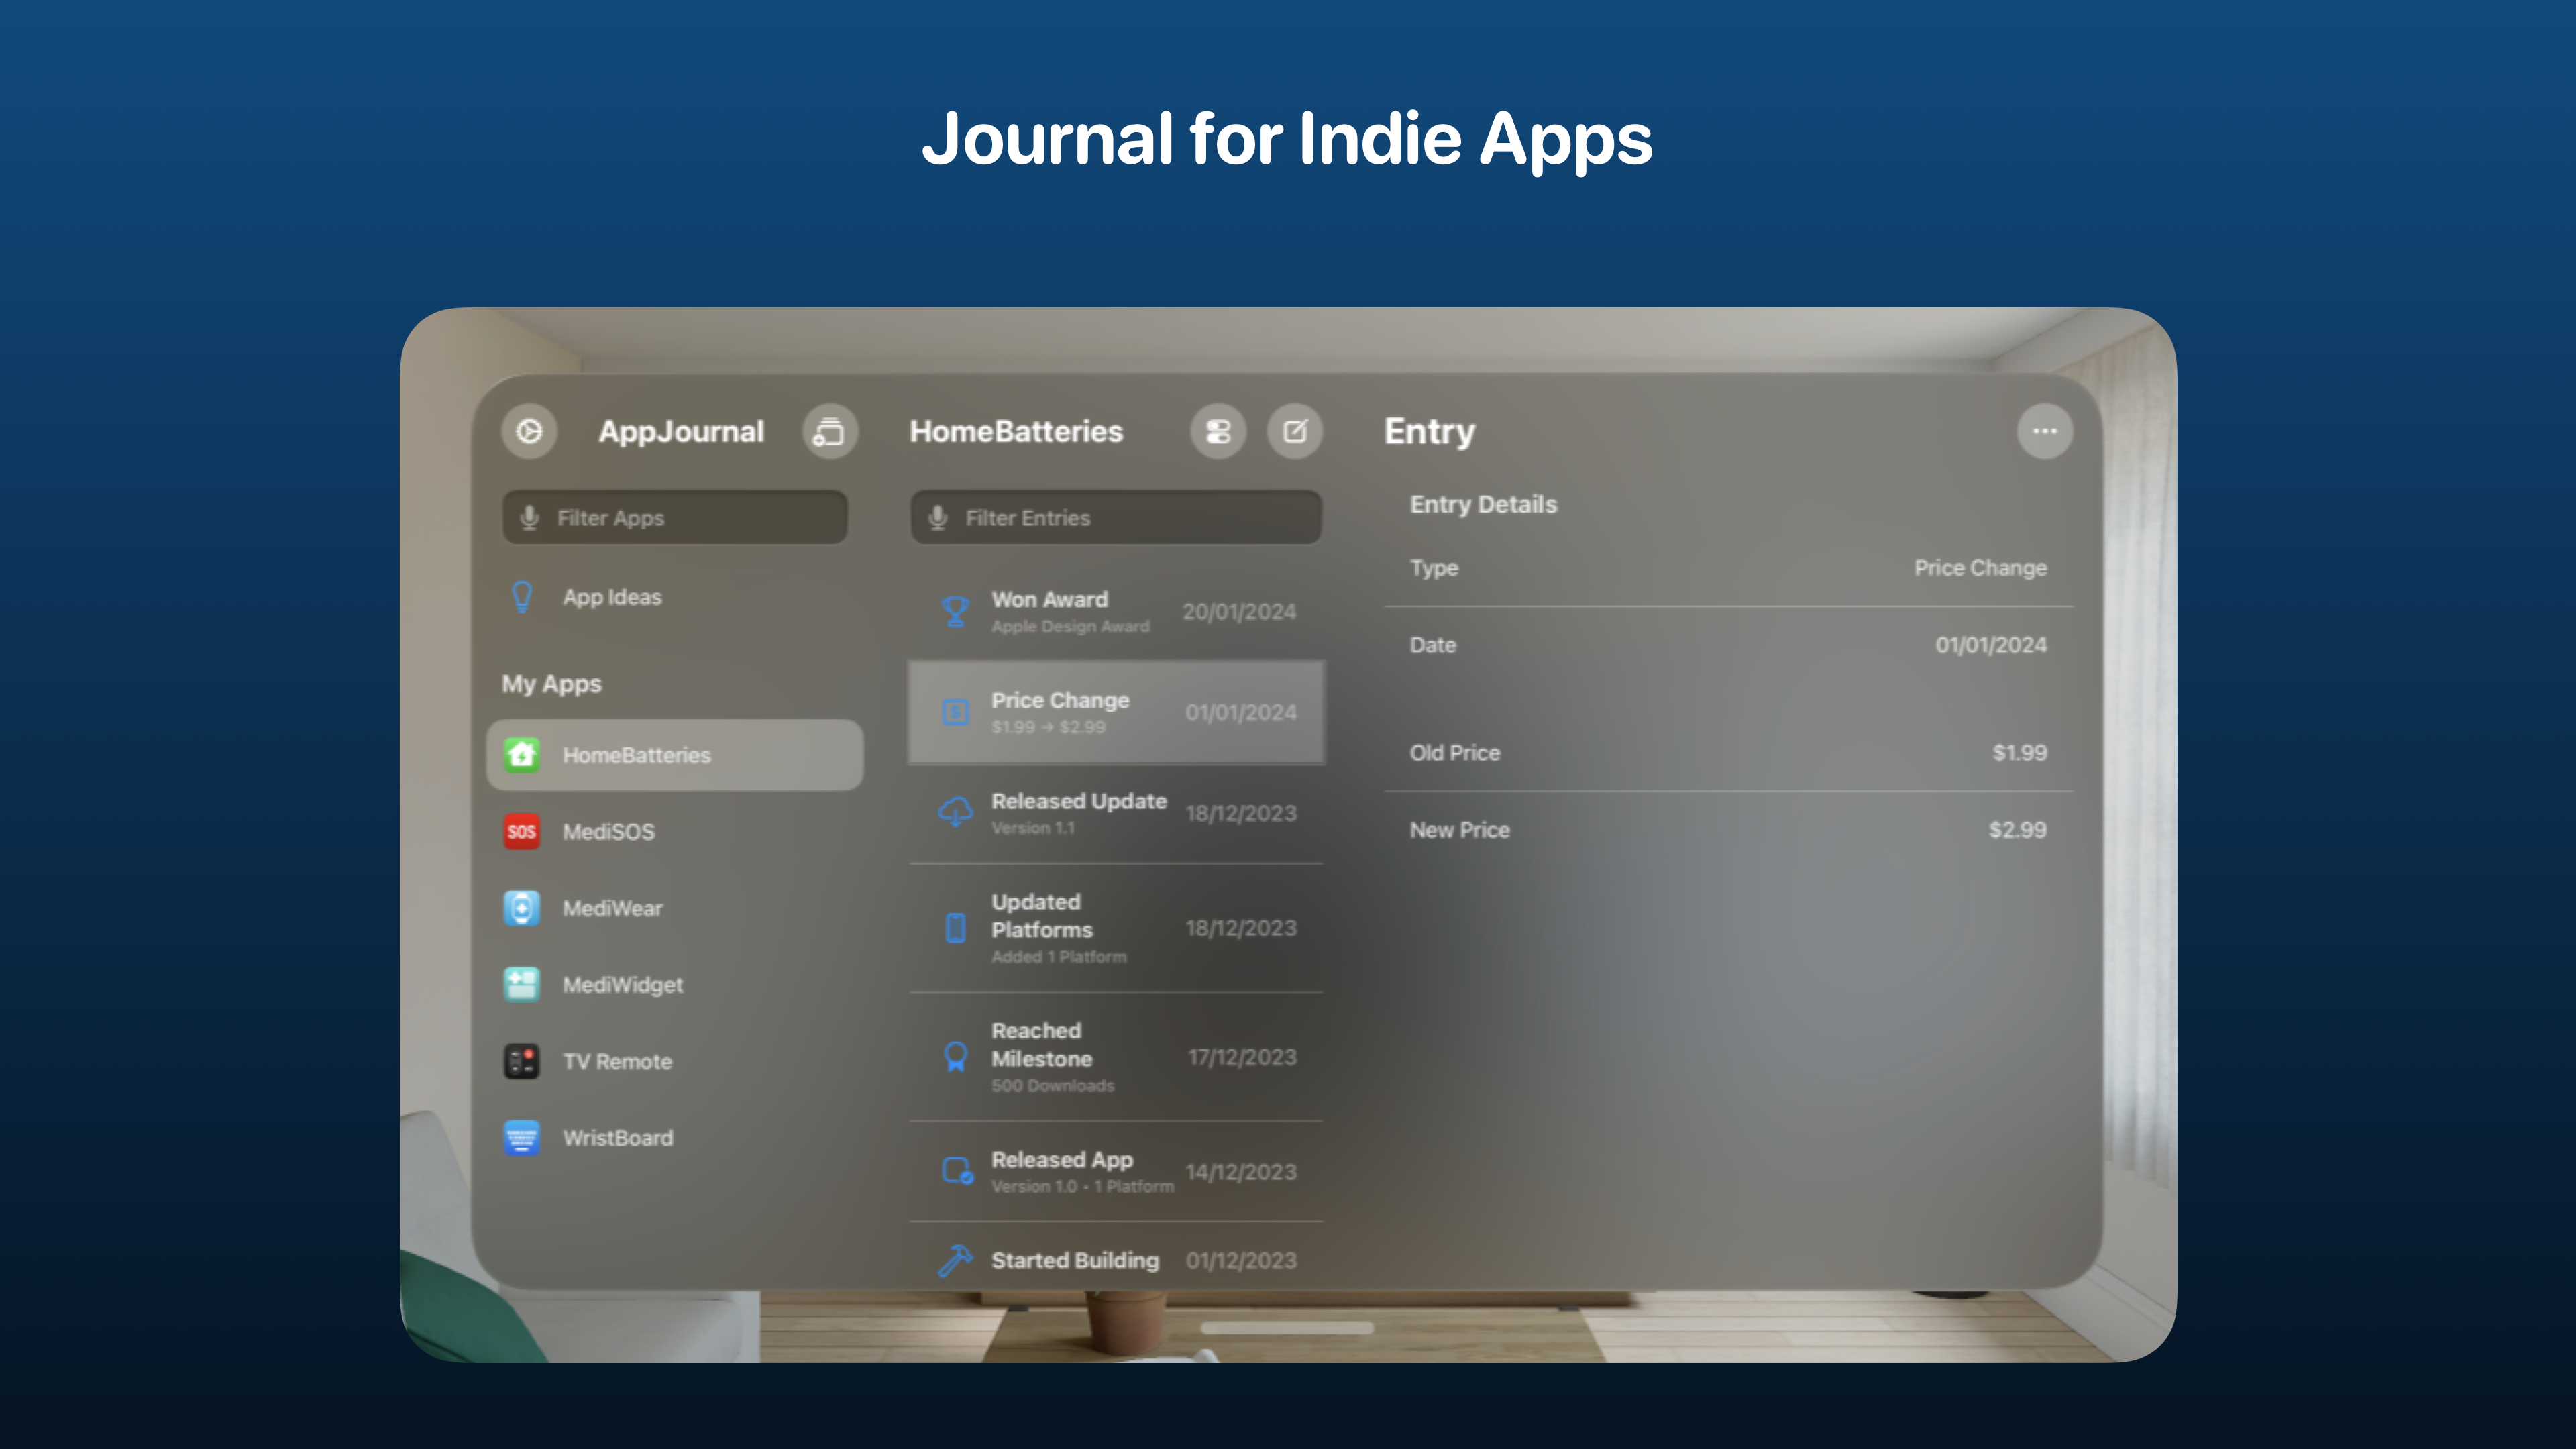 Journal for Indie Apps
AppJournal
Filter Apps
App Ideas
My Apps
HomeBatteries
SOS
MediSOS
MediWear
MediWidget
TV Remote
WristBoard
HomeBatteries
Filter Entries
Won Award
Apple Design Award
20/01/2024
Price Change
$1.99 → $2.99
01/01/2024
Released Update
Version 1.1
18/12/2023
Updated
Platforms
Added 1 Platform
18/12/2023
Reached
Milestone
500 Downloads
17/12/2023
Released App
Version 1.0 • 1 Platform
14/12/2023
Started Building
01/12/2023
Entry
Entry Details
Type
Price Change
Date
01/01/2024
Old Price
$1.99
New Price
$2.99